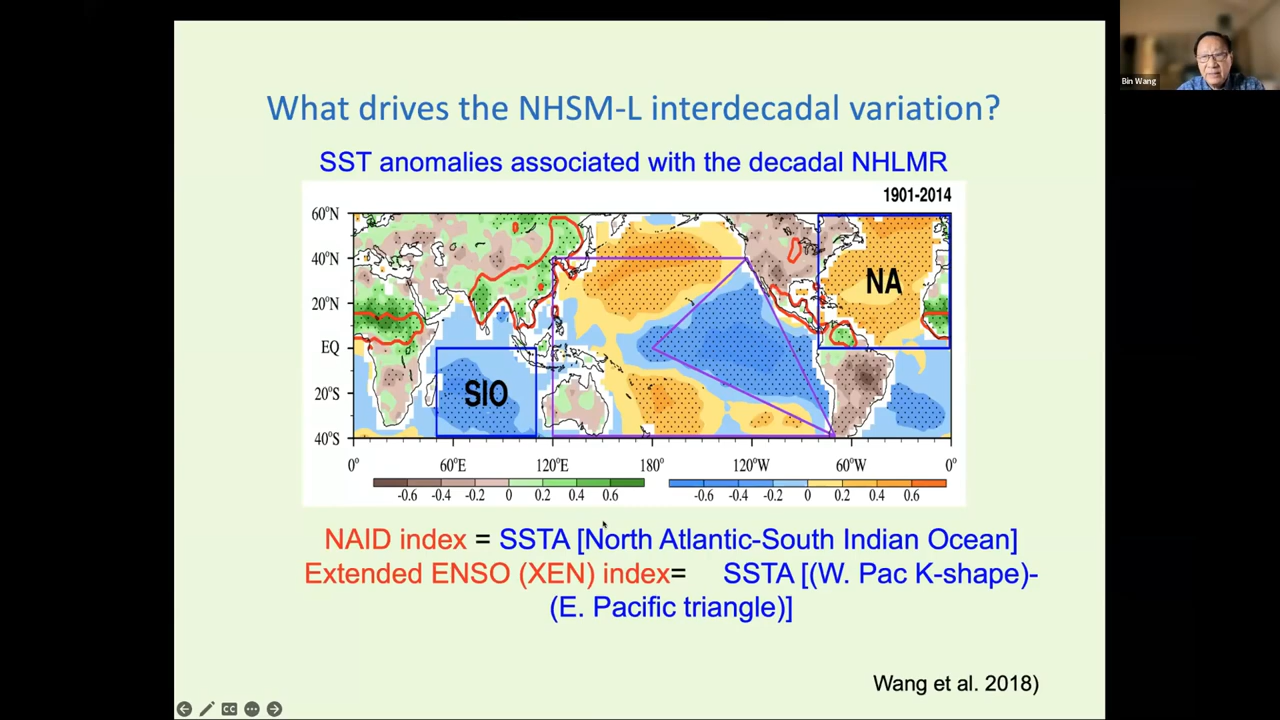 What drives the NHSM-L interdecadal variation?
SST anomalies associated with the decadal NHLMR
1901-2014
60°N
40°N
20°N
EQ
20°S
40°S
NA
SIO
0° 60°E 120°E 180° 120°W 60°W 0°
-0.6 -0.4 -0.2 0 0.2 0.4 0.6 -0.6 -0.4 -0.2 0 0.2 0.4 0.6
NAID index = SSTA [North Atlantic-South Indian Ocean]
Extended ENSO (XEN) index= SSTA [(W. Pac K-shape)-
(E. Pacific triangle)]
Wang et al. 2018)
CC
Bin Wang